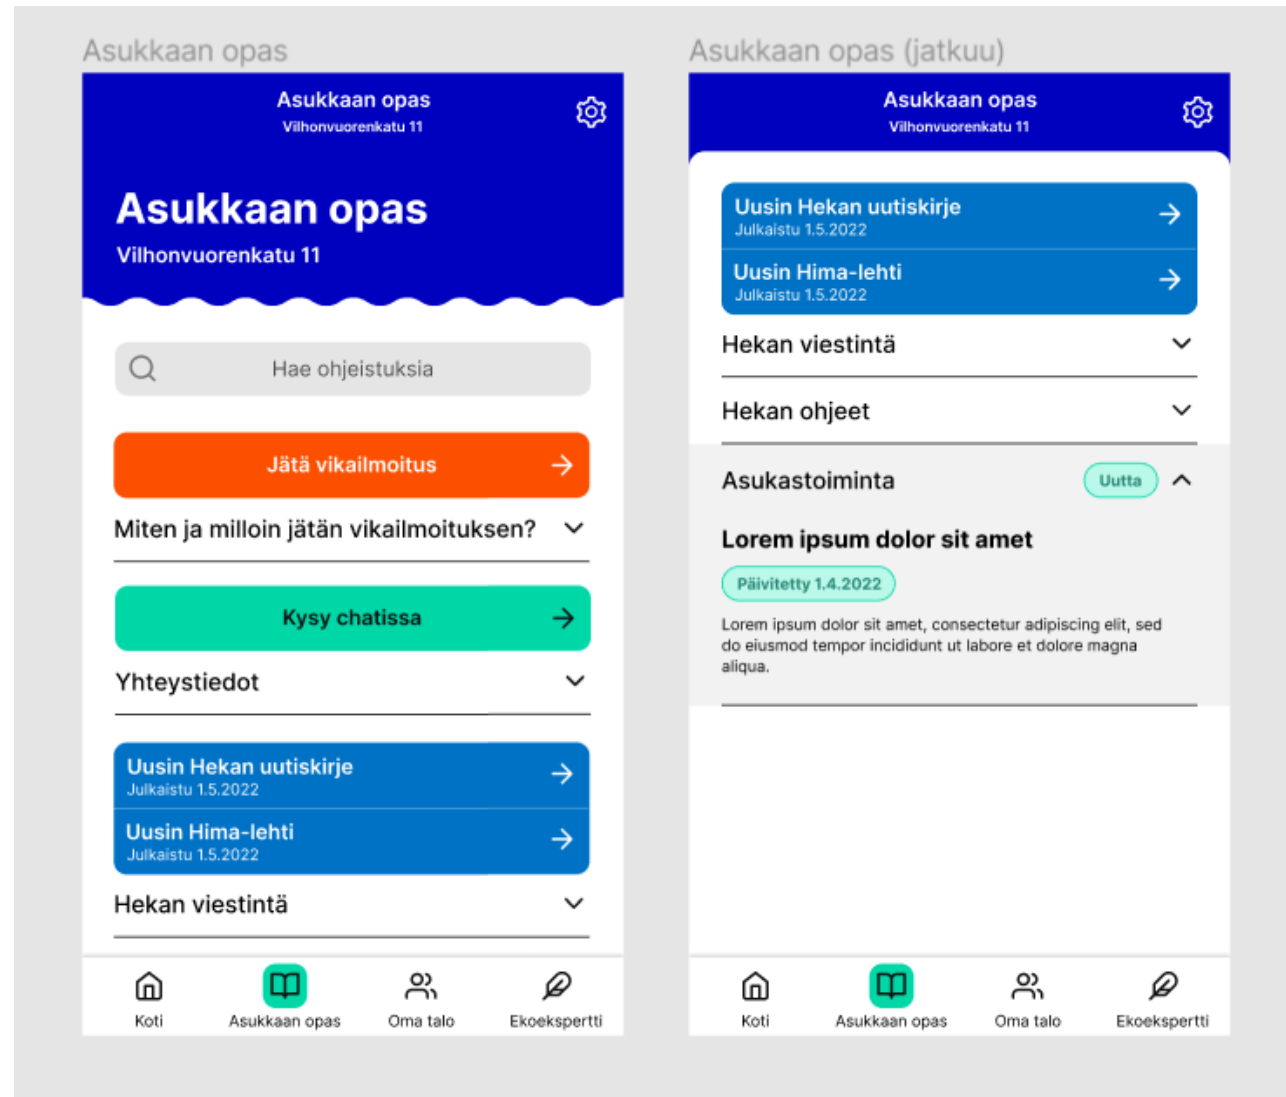 Asukkaan opas
Asukkaan opas
Vilhonvuorenkatu 11
Asukkaan opas
Vilhonvuorenkatu 11
Hae ohjeistuksia
Jätä vikailmoitus
Miten ja milloin jätän vikailmoituksen?
Kysy chatissa
Yhteystiedot
Uusin Hekan uutiskirje
Julkaistu 1.5.2022
Uusin Hima-lehti
Julkaistu 1.5.2022
Hekan viestintä
Koti
Asukkaan opas
Oma talo
Ekoekspertti
Asukkaan opas (jatkuu)
Asukkaan opas
Vilhonvuorenkatu 11
Uusin Hekan uutiskirje
Julkaistu 1.5.2022
Uusin Hima-lehti
Julkaistu 1.5.2022
Hekan viestintä
Hekan ohjeet
Asukastoiminta
Uutta
Lorem ipsum dolor sit amet
Päivitetty 1.4.2022
Lorem ipsum dolor sit amet, consectetur adipiscing elit, sed
do eiusmod tempor incididunt ut labore et dolore magna
aliqua.
Koti
Asukkaan opas
Oma talo
Ekoekspertti